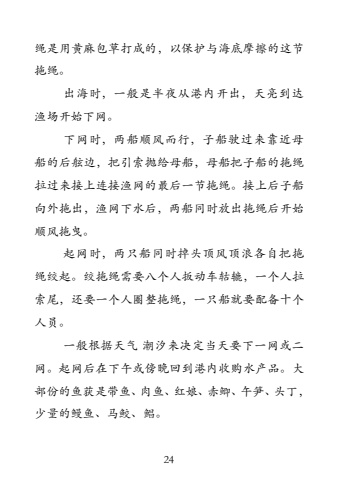 绳是用黄麻包草打成的，以保护与海底摩擦的这节
拖绳。
出海时，一般是半夜从港内开出，天亮到达
渔场开始下网。
下网时，两船顺风而行，子船驶过来靠近母
船的后舷边，把引索抛给母船，母船把子船的拖绳
拉过来接上连接渔网的最后一节拖绳。接上后子船
向外拖出，渔网下水后，两船同时放出拖绳后开始
顺风拖曳。
起网时，两只船同时掉头顶风顶浪各自把拖
绳绞起。绞拖绳需要八个人扳动车轱辘，一个人拉
索尾，还要一个人圈整拖绳，一只船就要配备十个
人员。
一般根据天气 潮汐来决定当天要下一网或二
网。起网后在下午或傍晚回到港内收购水产品。大
部份的鱼获是带鱼、肉鱼、红娘、赤鲫、午笋、头丁，
少量的鳗鱼、马鲛、鲳。
24